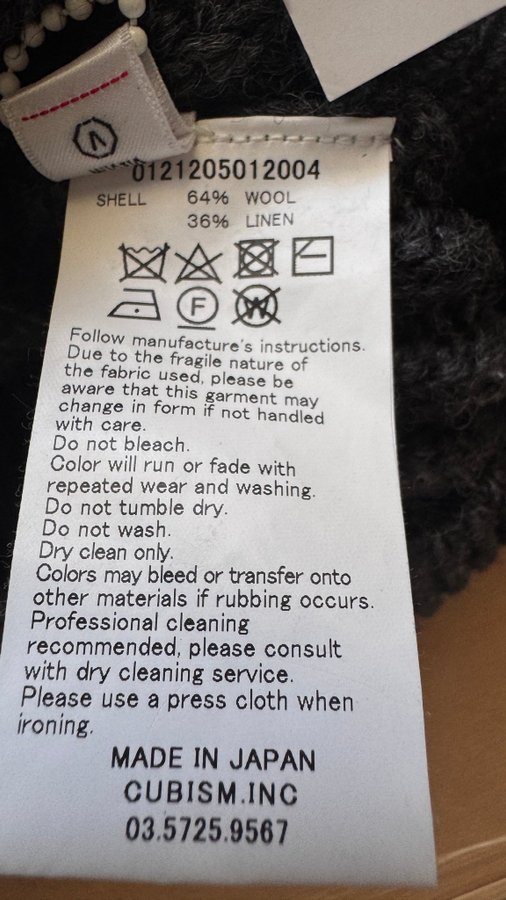 0121205012004
SHELL 64% WOOL
36% LINEN
F
W
Follow manufacture's instructions.
Due to the fragile nature of
the fabric used, please be
aware that this garment may
change in form if not handled
with care.
Do not bleach.
Color will run or fade with
repeated wear and washing.
Do not tumble dry.
Do not wash.
Dry clean only.
Colors may bleed or transfer onto
other materials if rubbing occurs.
Professional cleaning
recommended, please consult
with dry cleaning service.
Please use a press cloth when
ironing.
MADE IN JAPAN
CUBISM.INC
03.5725.9567